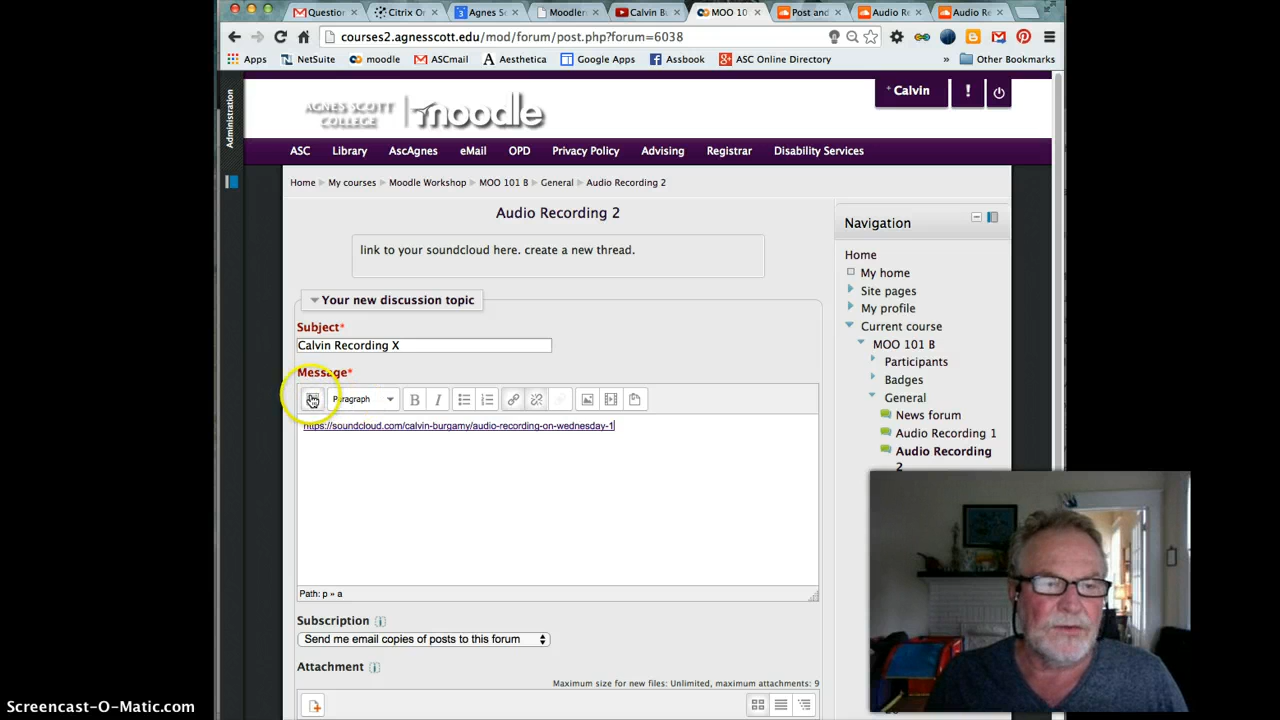 Question
Citrix On
Agnes Sc
Moodlen
Calvin Bu
MOO 10
Post and
Audio Re
Audio Re
courses2.agnesscott.edu/mod/forum/post.php?forum=6038
Apps NetSuite moodle ASCmail Aesthetica Google Apps Assbook ASC Online Directory » Other Bookmarks
Administration
AGNES SCOTT
COLLEGE
moodle
Calvin
!
ASC Library AscAgnes eMail OPD Privacy Policy Advising Registrar Disability Services
Home My courses Moodle Workshop MOO 101 B General Audio Recording 2
Audio Recording 2
link to your soundcloud here. create a new thread.
Your new discussion topic
Subject*
Calvin Recording X
Message*
Paragraph B I
https://soundcloud.com/calvin-burgamy/audio-recording-on-wednesday-1
Path: p » a
Subscription
Send me email copies of posts to this forum
Attachment
Maximum size for new files: Unlimited, maximum attachments: 9
Navigation
Home
My home
Site pages
My profile
Current course
MOO 101 B
Participants
Badges
General
News forum
Audio Recording 1
Audio Recording
2
Screencast-O-Matic.com